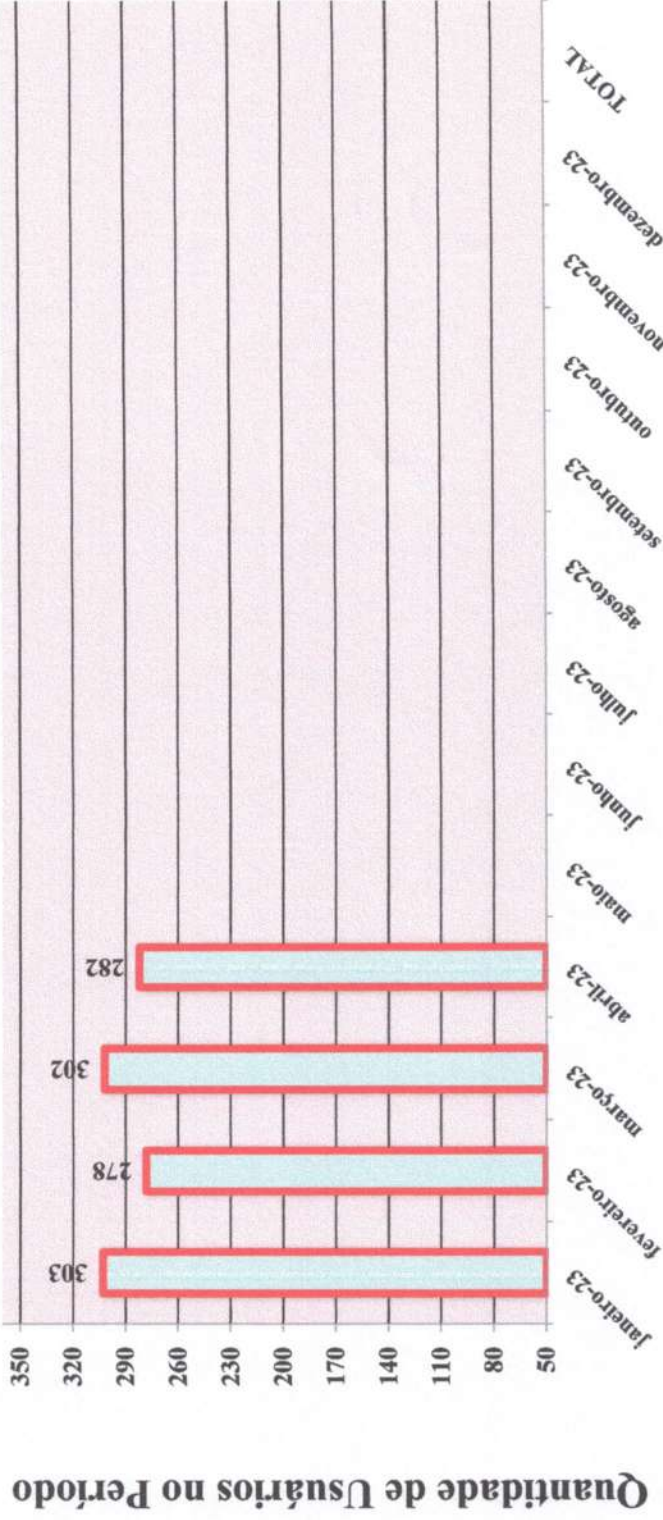 Quantidade de Usuários no Período
350
320
290
260
230
200
170
140
110
80
50
303
278
302
282
janeiro-23
fevereiro-23
março-23
abril-23
maio-23
junho-23
julho-23
agosto-23
setembro-23
outubro-23
novembro-23
dezembro-23
TOTAL